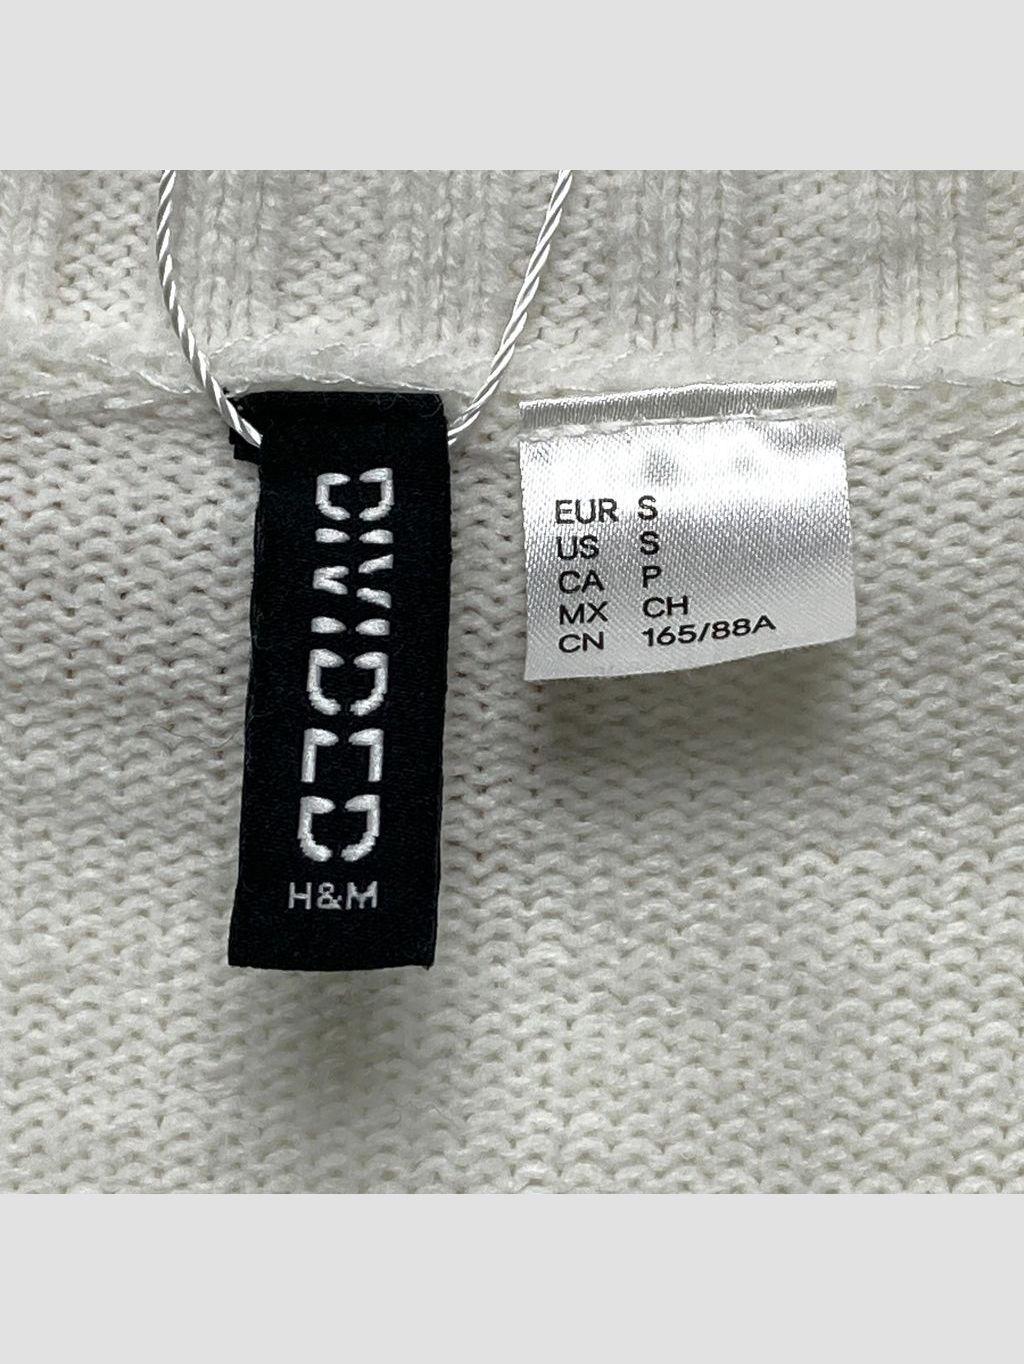 DIVIDED
H&M
EUR S
US S
CA P
MX CH
CN 165/88A